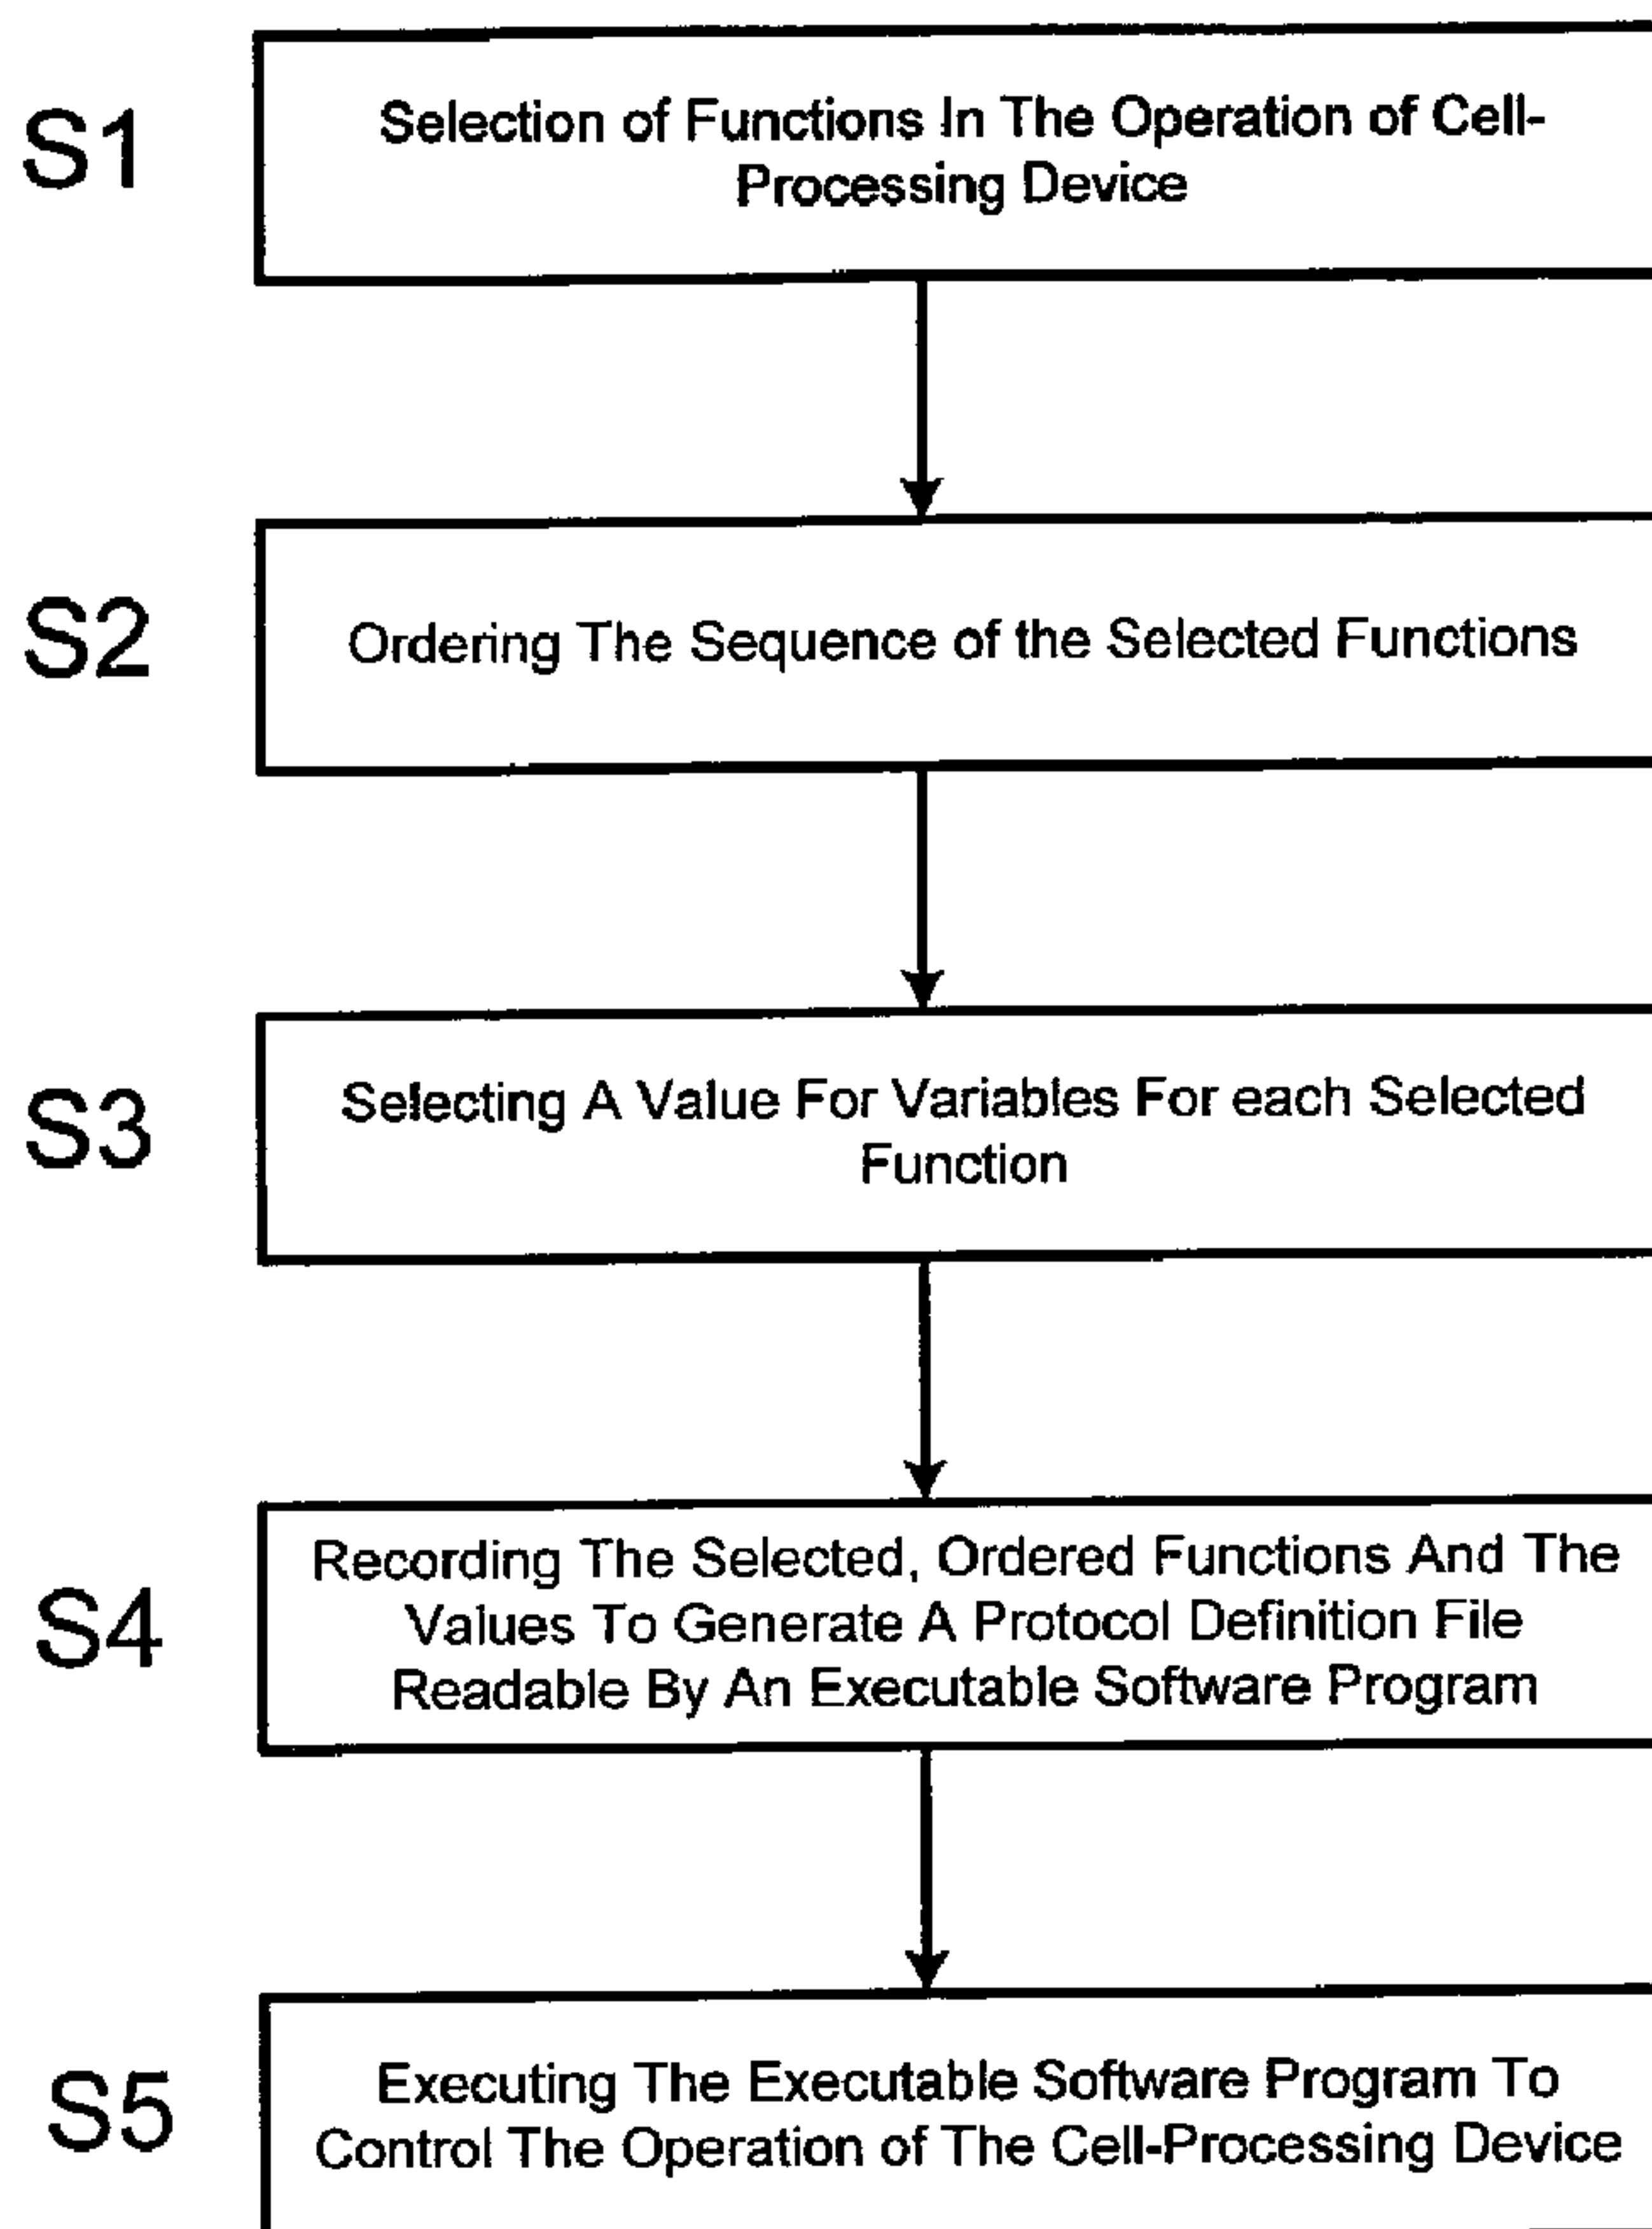 S1
Selection of Functions In The Operation of Cell-
Processing Device
S2
Ordering The Sequence of the Selected Functions
S3
Selecting A Value For Variables For each Selected
Function
S4
Recording The Selected, Ordered Functions And The
Values To Generate A Protocol Definition File
Readable By An Executable Software Program
S5
Executing The Executable Software Program To
Control The Operation of The Cell-Processing Device